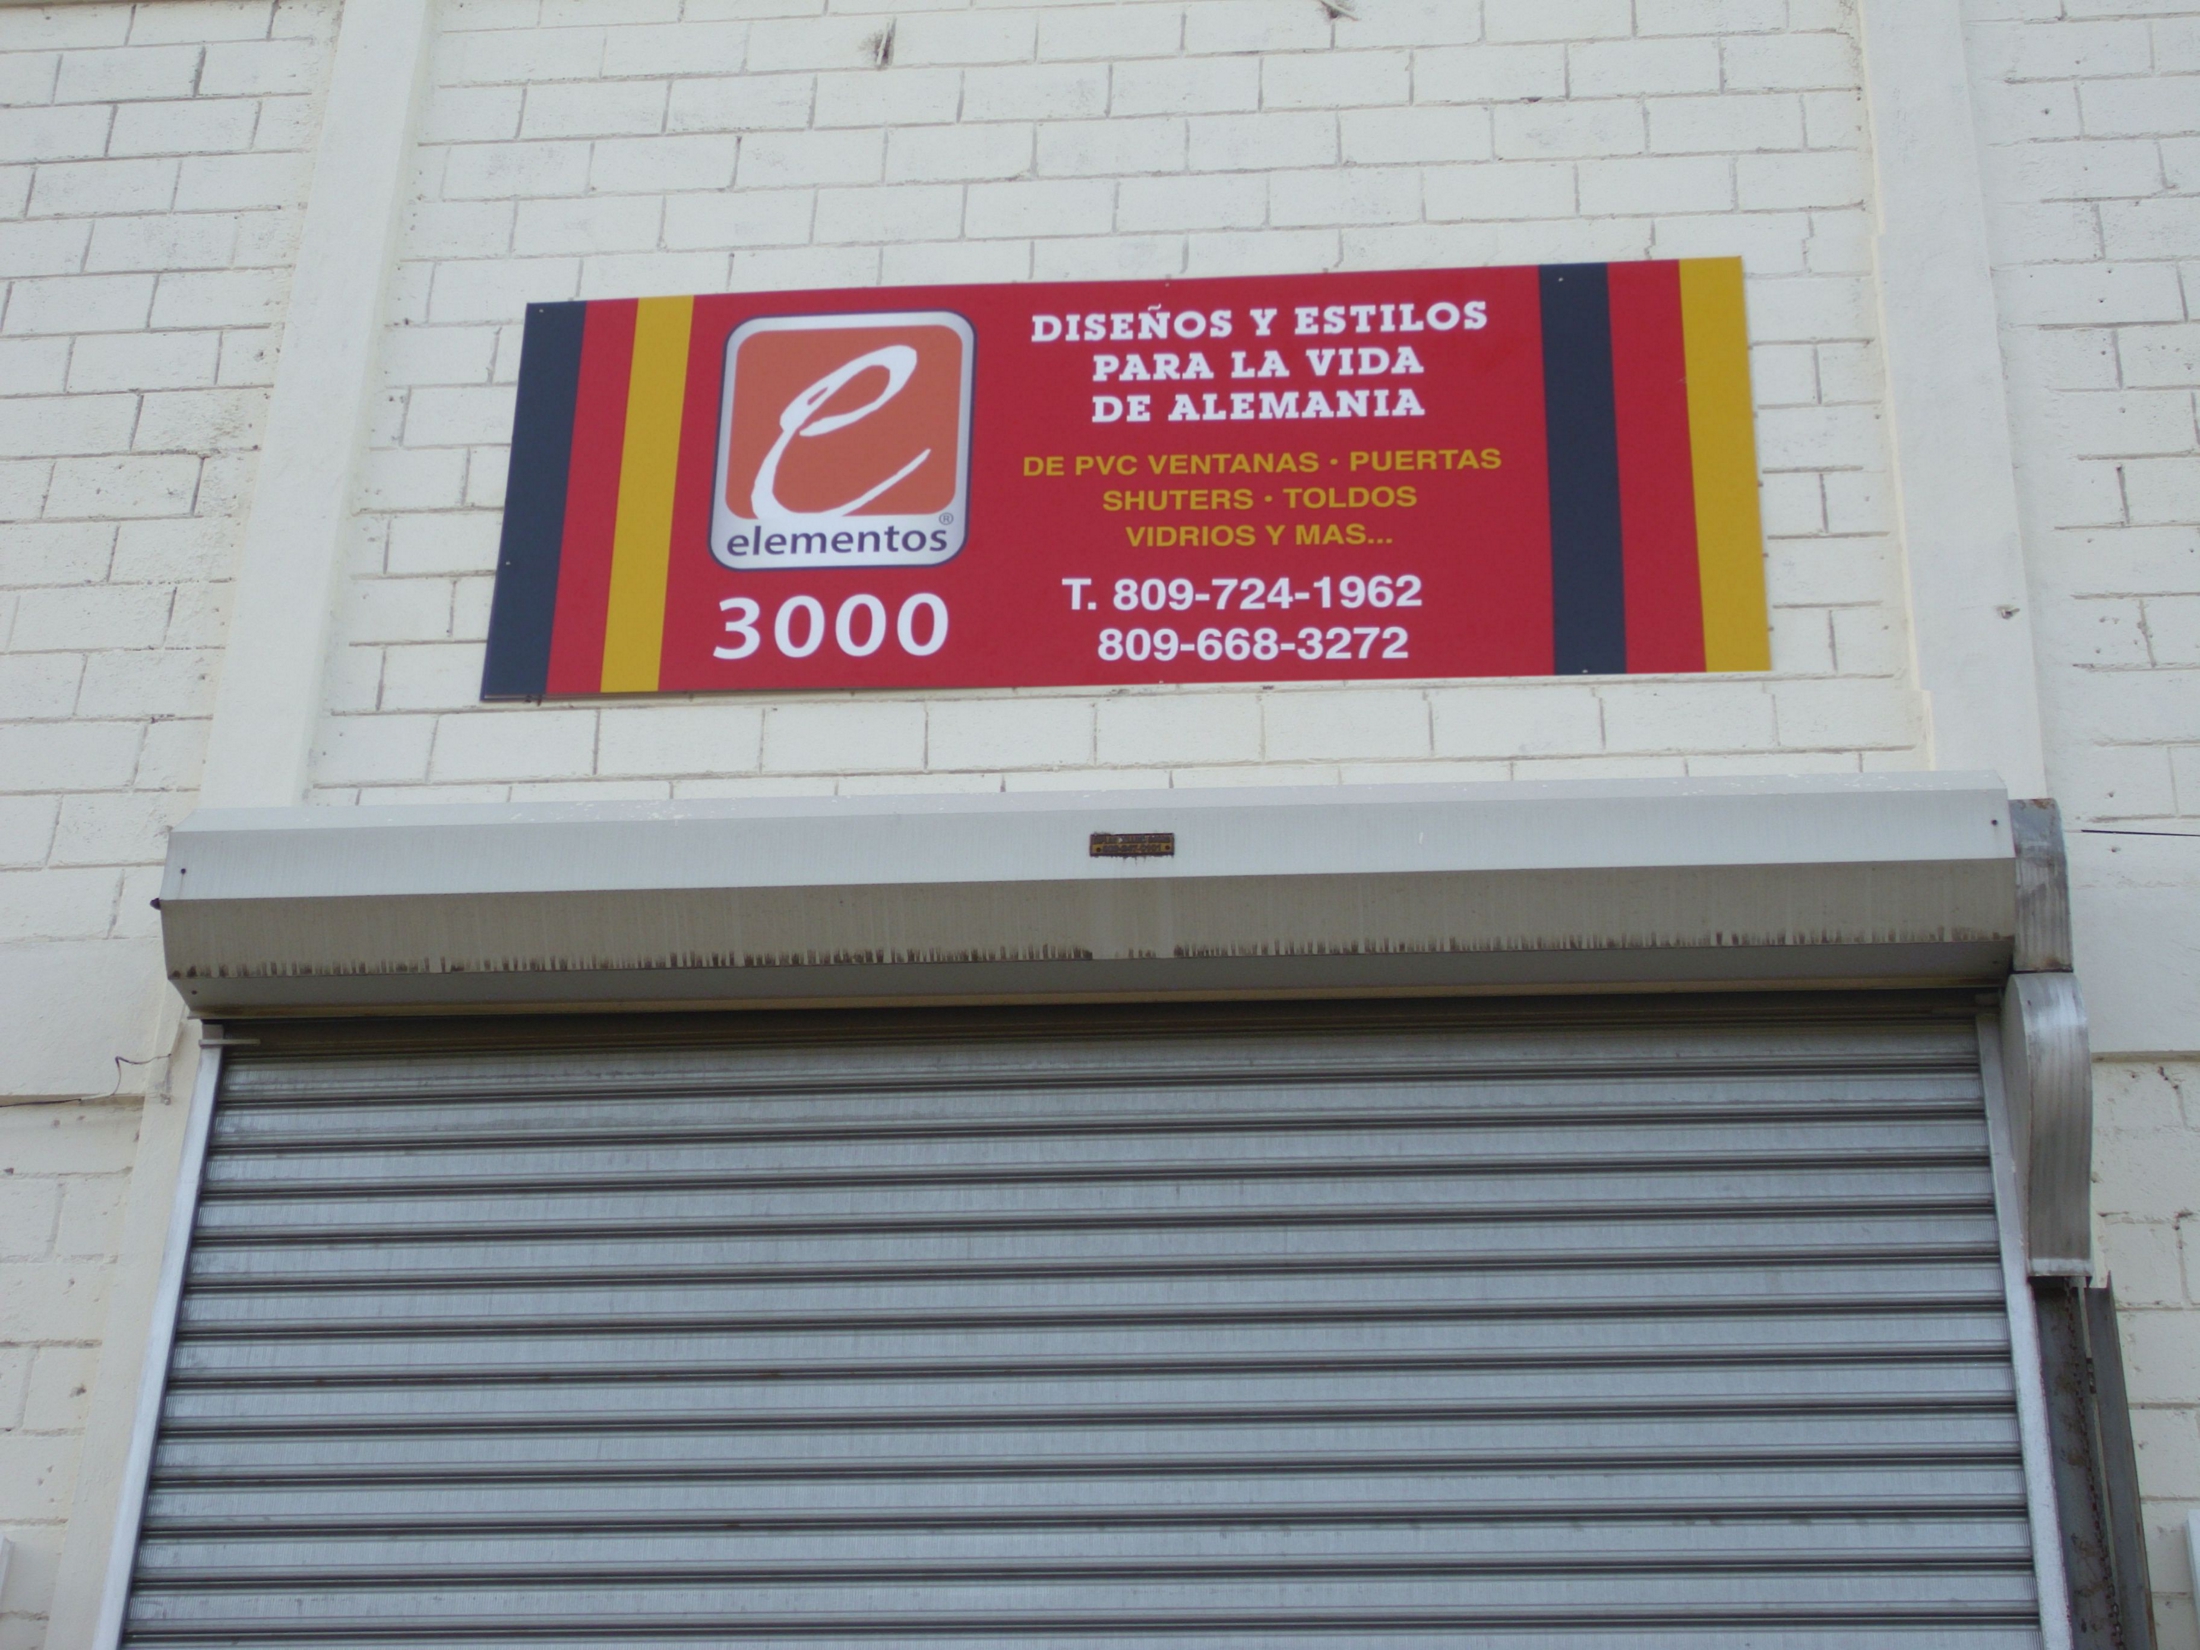 e
elementos®
3000
DISEÑOS Y ESTILOS
PARA LA VIDA
DE ALEMANIA
DE PVC VENTANAS • PUERTAS
SHUTERS • TOLDOS
VIDRIOS Y MAS...
T. 809-724-1962
809-668-3272